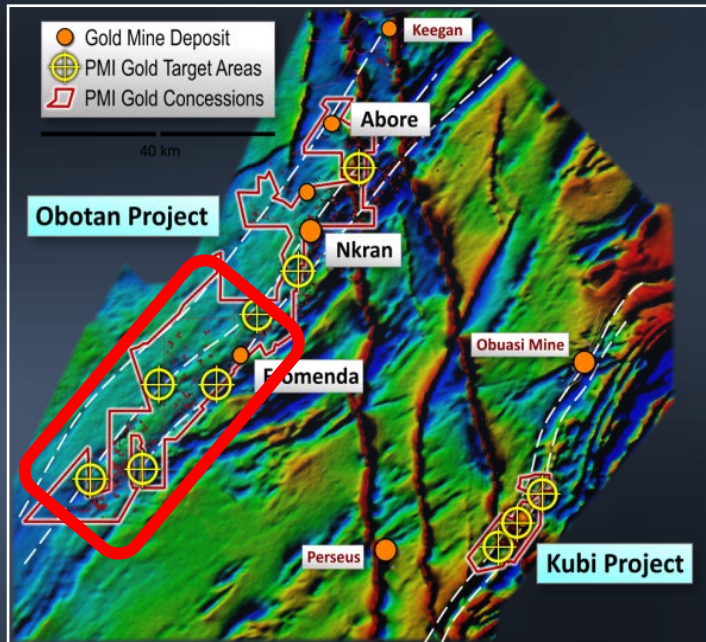 Gold Mine Deposit
PMI Gold Target Areas
PMI Gold Concessions
40 km
Keegan
Abore
Obotan Project
Nkran
Obuasi Mine
Perseus
Kubi Project